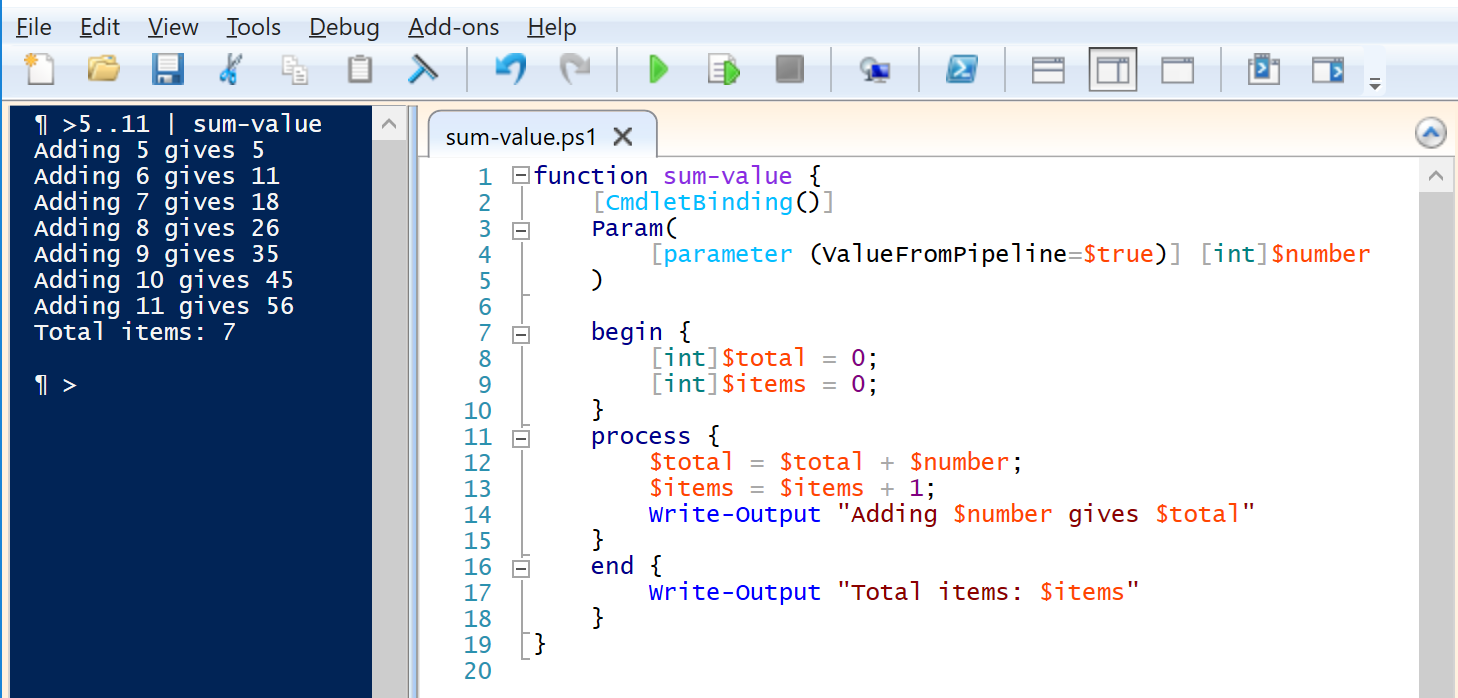 File Edit View Tools Debug Add-ons Help
¶ >5..11 | sum-value
Adding 5 gives 5
Adding 6 gives 11
Adding 7 gives 18
Adding 8 gives 26
Adding 9 gives 35
Adding 10 gives 45
Adding 11 gives 56
Total items: 7
¶ >
sum-value.ps1
1 function sum-value {
2     [CmdletBinding()]
3     Param(
4         [parameter (ValueFromPipeline=$true)] [int]$number
5     )
6
7     begin {
8         [int]$total = 0;
9         [int]$items = 0;
10     }
11     process {
12         $total = $total + $number;
13         $items = $items + 1;
14         Write-Output "Adding $number gives $total"
15     }
16     end {
17         Write-Output "Total items: $items"
18     }
19 }
20